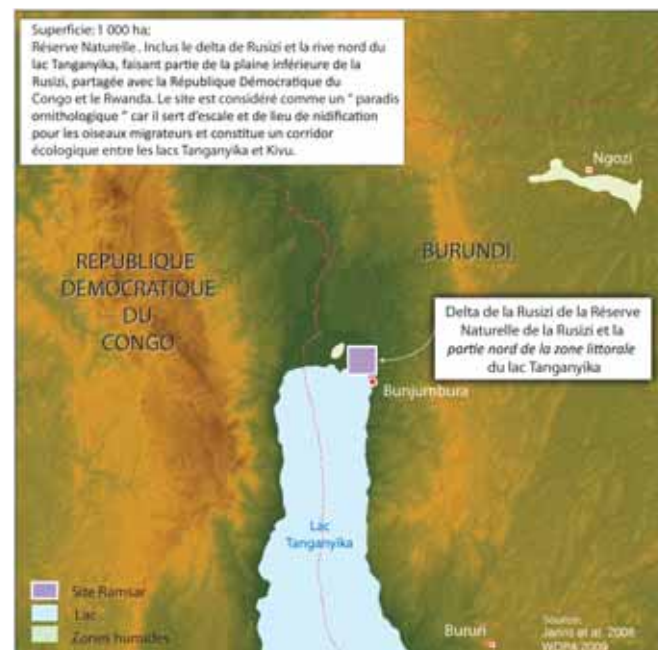 Superficie: 1 000 ha;
Réserve Naturelle. Inclus le delta de Rusizi et la rive nord du
lac Tanganyika, faisant partie de la plaine inférieure de la
Rusizi, partagée avec la République Démocratique du
Congo et le Rwanda. Le site est considéré comme un " paradis
ornithologique " car il sert d'escale et de lieu de nidification
pour les oiseaux migrateurs et constitue un corridor
écologique entre les lacs Tanganyika et Kivu.
Ngozi
REPUBLIQUE
DEMOCRATIQUE
DU
CONGO
BURUNDI
Delta de la Rusizi de la Réserve
Naturelle de la Rusizi et la
partie nord de la zone littorale
du lac Tanganyika
Bunjumbura
Lac
Tanganyika
Site Ramsar
Lac
Zones humides
Bururi
Source:
Jarvis et al. 2008
WDPA 2009